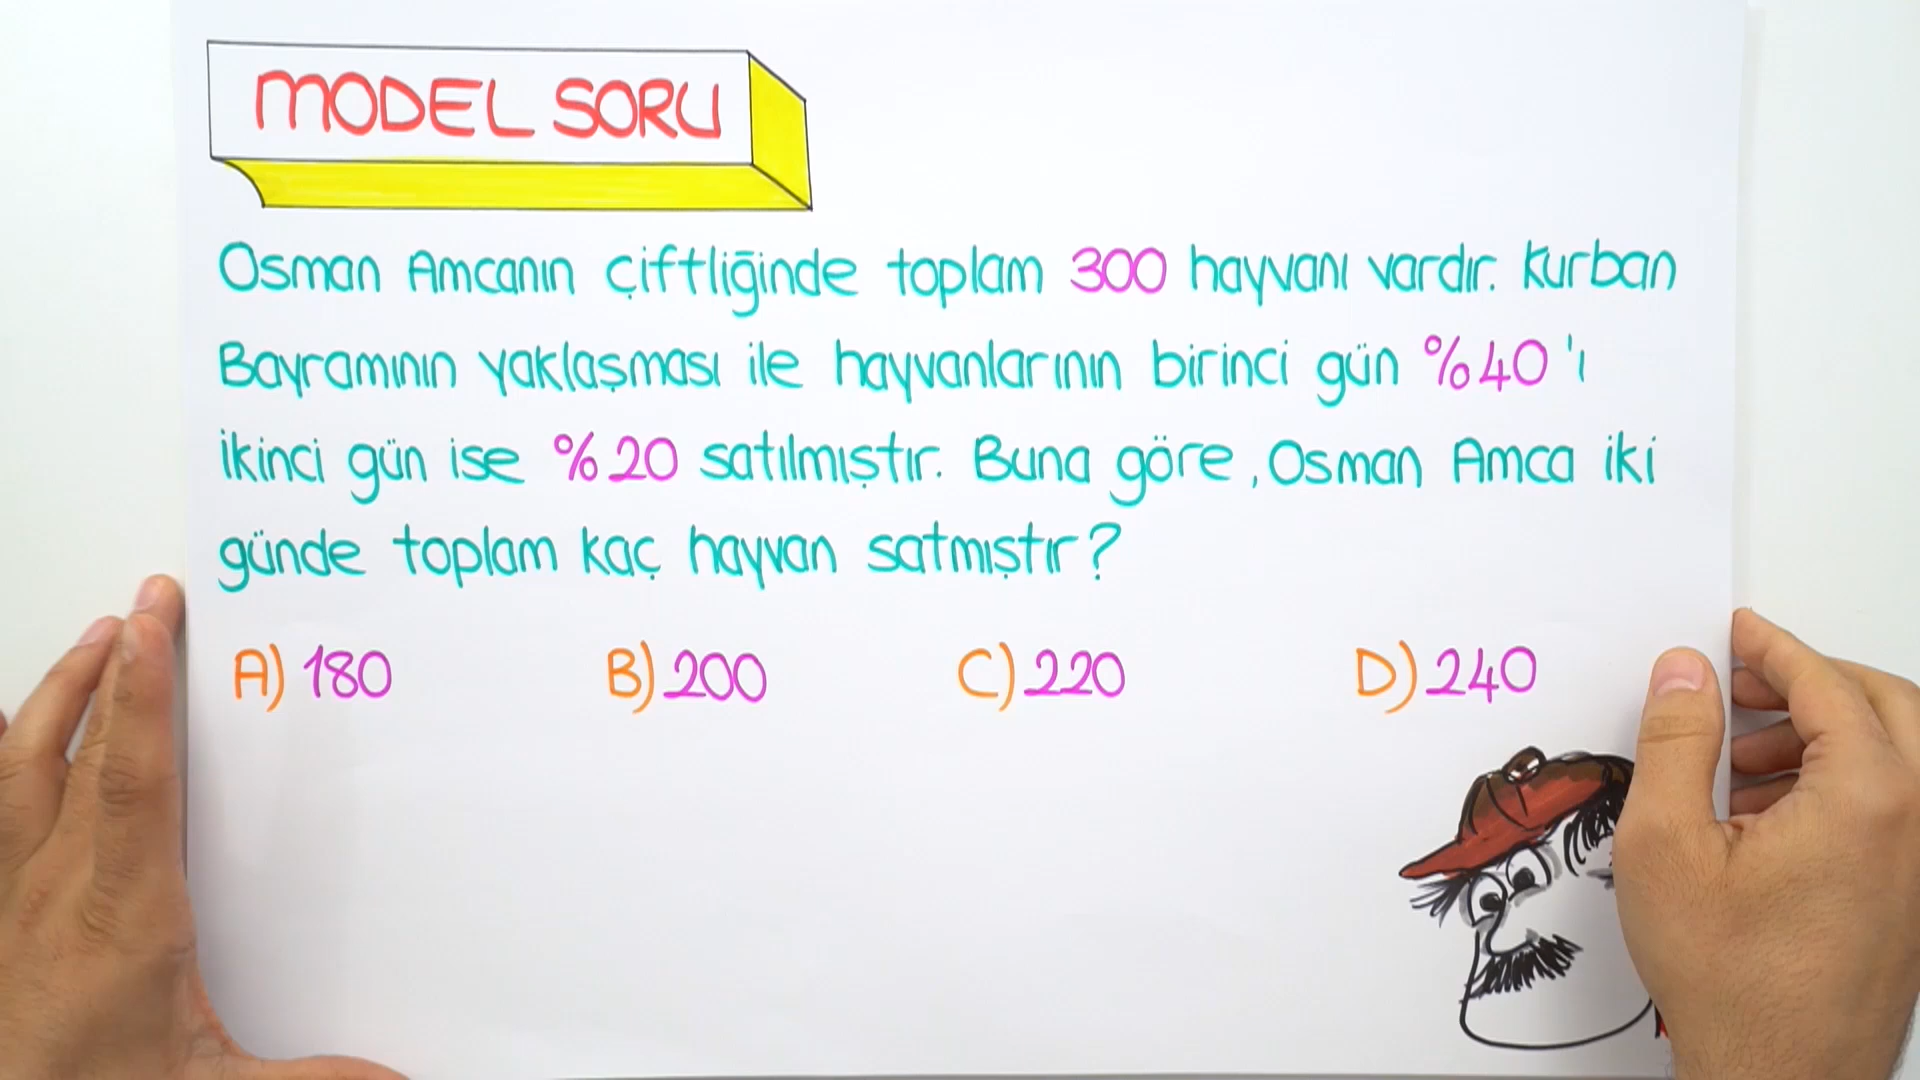 MODEL SORU
Osman Amcanın çiftliğinde toplam 300 hayvanı vardır. Kurban
Bayramının yaklaşması ile hayvanlarının birinci gün %40'ı
ikinci gün ise %20 satılmıştır. Buna göre, Osman Amca iki
günde toplam kaç hayvan satmıştır?
A) 180 B) 200 C) 220 D) 240